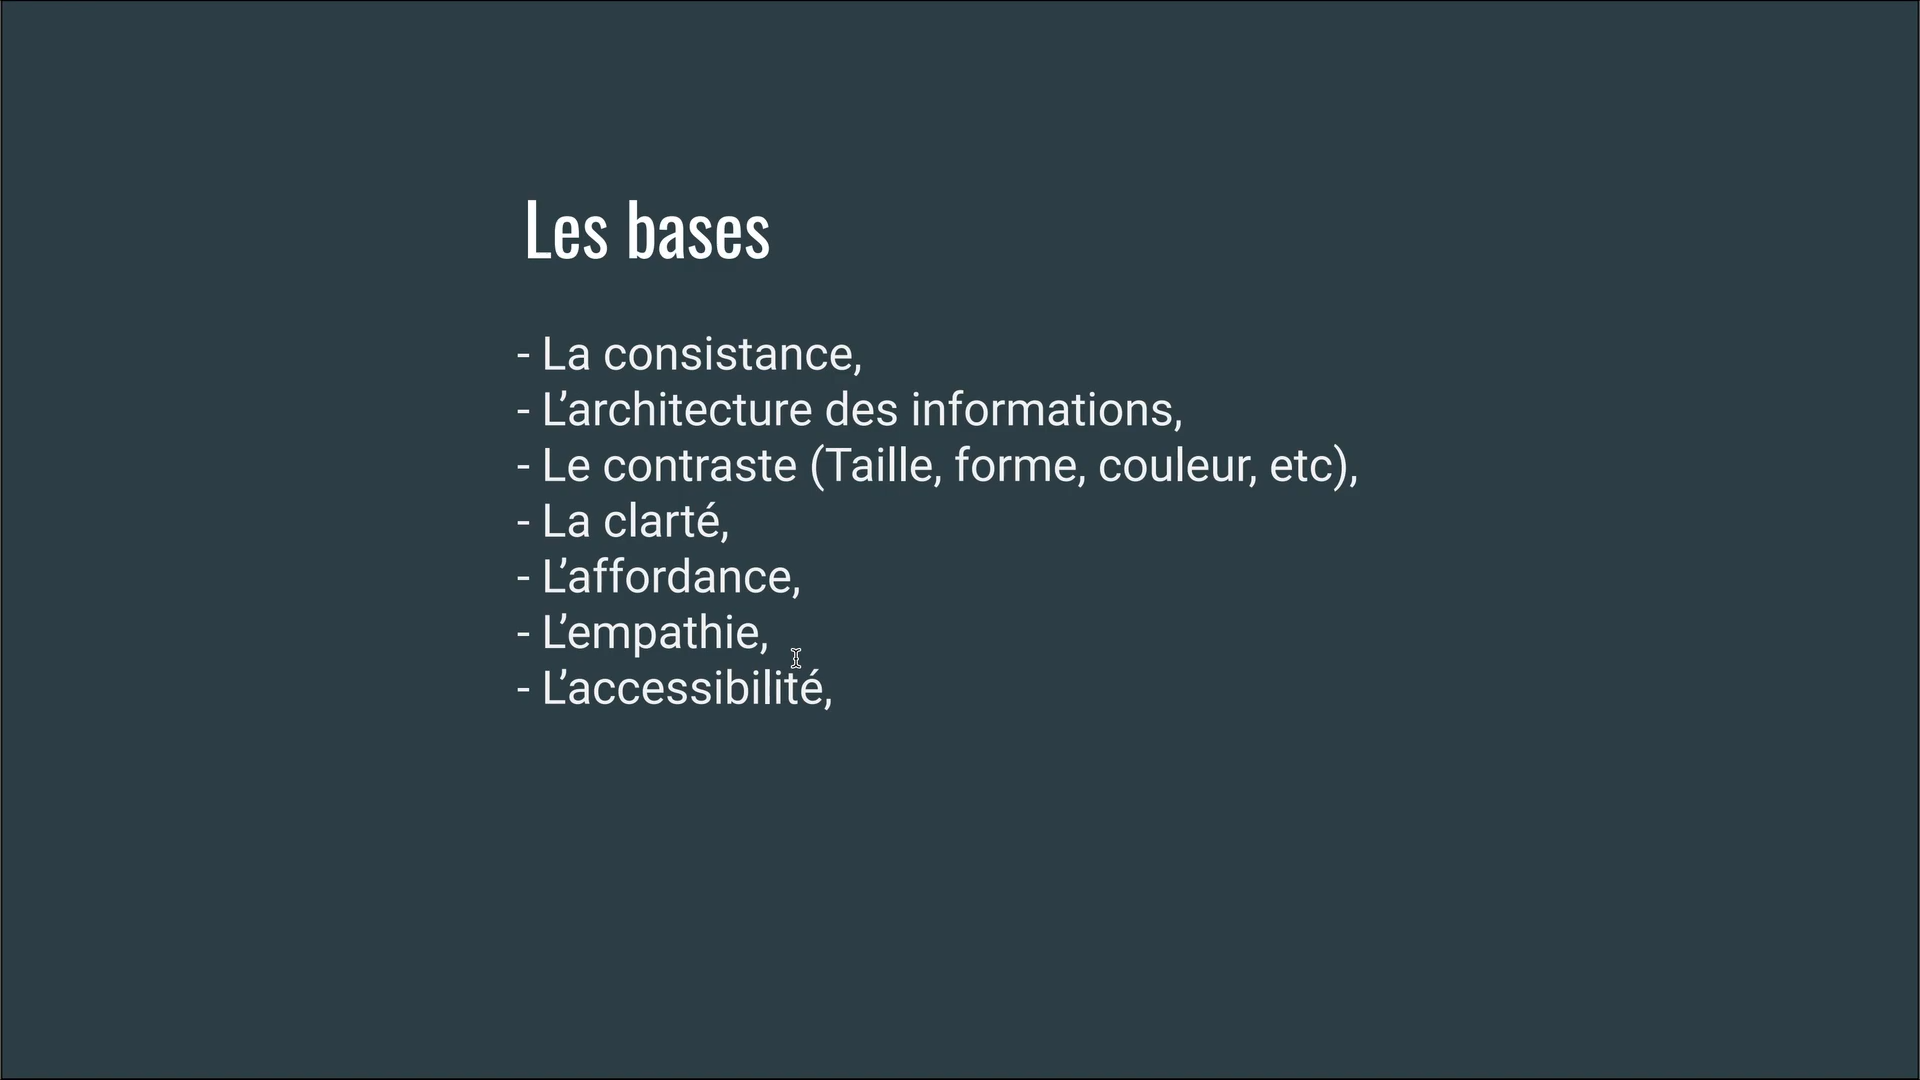 Les bases
- La consistance,
- L’architecture des informations,
- Le contraste (Taille, forme, couleur, etc),
- La clarté,
- L’affordance,
- L’empathie,
- L’accessibilité,